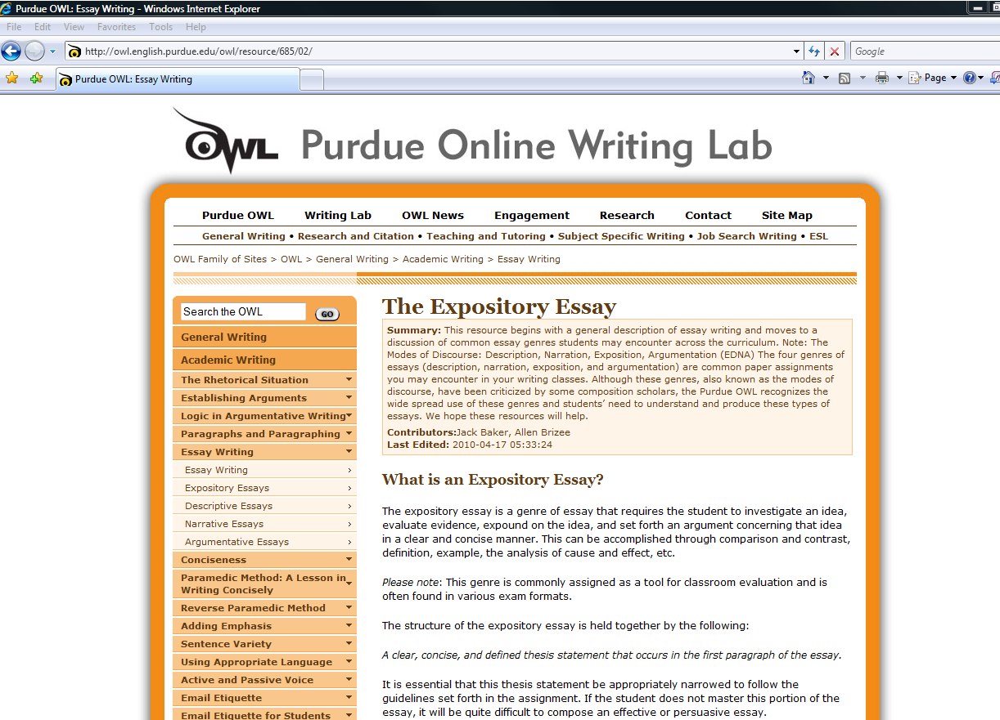 Purdue OWL: Essay Writing - Windows Internet Explorer
File Edit View Favorites Tools Help
http://owl.english.purdue.edu/owl/resource/685/02/
Google
Purdue OWL: Essay Writing
Page
OWL Purdue Online Writing Lab
Purdue OWL Writing Lab OWL News Engagement Research Contact Site Map
General Writing • Research and Citation • Teaching and Tutoring • Subject Specific Writing • Job Search Writing • ESL
OWL Family of Sites > OWL > General Writing > Academic Writing > Essay Writing
Search the OWL GO
General Writing
Academic Writing
The Rhetorical Situation
Establishing Arguments
Logic in Argumentative Writing
Paragraphs and Paragraphing
Essay Writing
Essay Writing ›
Expository Essays ›
Descriptive Essays ›
Narrative Essays ›
Argumentative Essays ›
Conciseness
Paramedic Method: A Lesson in
Writing Concisely
Reverse Paramedic Method
Adding Emphasis
Sentence Variety
Using Appropriate Language
Active and Passive Voice
Email Etiquette
Email Etiquette for Students
The Expository Essay
Summary: This resource begins with a general description of essay writing and moves to a
discussion of common essay genres students may encounter across the curriculum. Note: The
Modes of Discourse: Description, Narration, Exposition, Argumentation (EDNA) The four genres of
essays (description, narration, exposition, and argumentation) are common paper assignments
you may encounter in your writing classes. Although these genres, also known as the modes of
discourse, have been criticized by some composition scholars, the Purdue OWL recognizes the
wide spread use of these genres and students’ need to understand and produce these types of
essays. We hope these resources will help.
Contributors:Jack Baker, Allen Brizee
Last Edited: 2010-04-17 05:33:24
What is an Expository Essay?
The expository essay is a genre of essay that requires the student to investigate an idea,
evaluate evidence, expound on the idea, and set forth an argument concerning that idea
in a clear and concise manner. This can be accomplished through comparison and contrast,
definition, example, the analysis of cause and effect, etc.
Please note: This genre is commonly assigned as a tool for classroom evaluation and is
often found in various exam formats.
The structure of the expository essay is held together by the following:
A clear, concise, and defined thesis statement that occurs in the first paragraph of the essay.
It is essential that this thesis statement be appropriately narrowed to follow the
guidelines set forth in the assignment. If the student does not master this portion of the
essay, it will be quite difficult to compose an effective or persuasive essay.